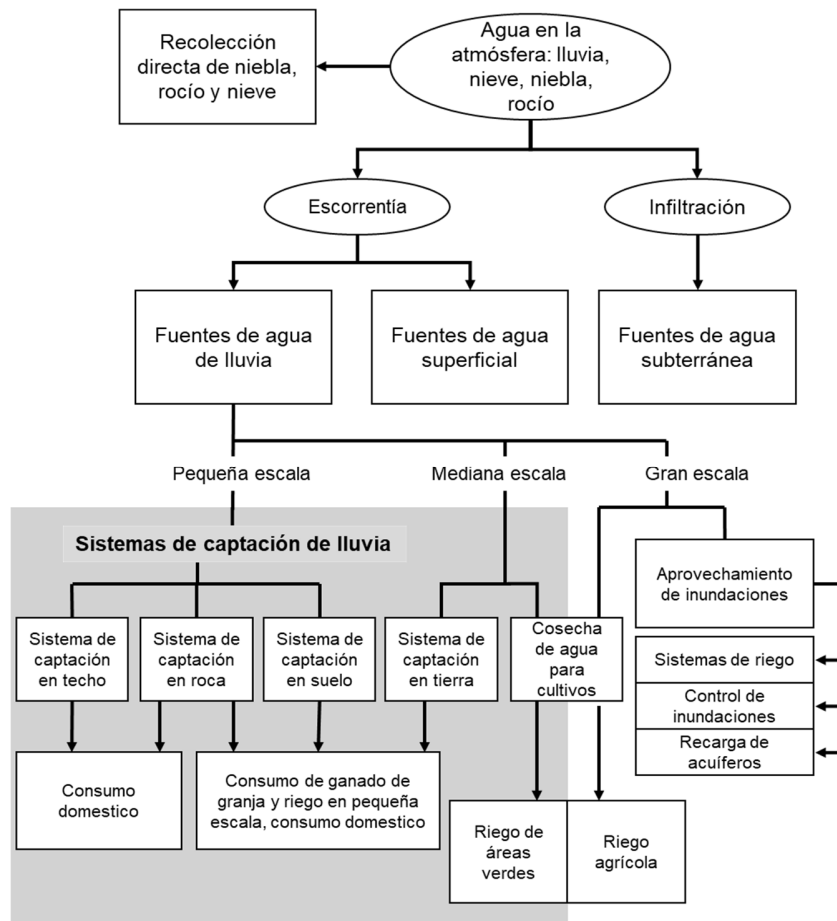 Recolección
directa de niebla,
rocío y nieve
Agua en la
atmósfera: lluvia,
nieve, niebla,
rocío
Escorrentía
Infiltración
Fuentes de agua
de lluvia
Fuentes de agua
superficial
Fuentes de agua
subterránea
Pequeña escala
Mediana escala
Gran escala
Sistemas de captación de lluvia
Aprovechamiento
de inundaciones
Sistema de
captación
en techo
Sistema de
captación
en roca
Sistema de
captación
en suelo
Sistema de
captación
en tierra
Cosecha
de agua
para
cultivos
Sistemas de riego
Control de
inundaciones
Recarga de
acuíferos
Consumo
domestico
Consumo de ganado de
granja y riego en pequeña
escala, consumo domestico
Riego de
áreas
verdes
Riego
agrícola